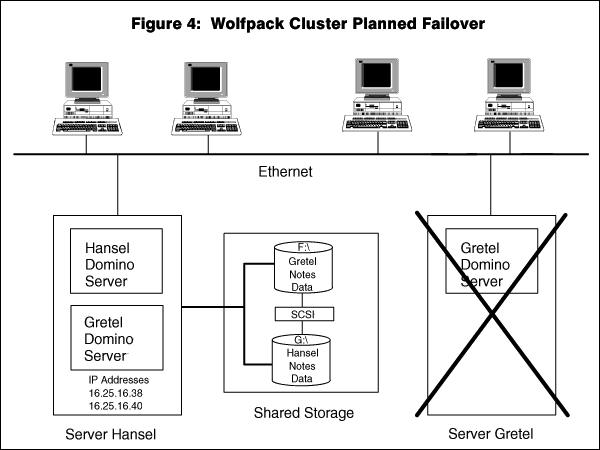 Figure 4: Wolfpack Cluster Planned Failover
Ethernet
Hansel
Domino
Server
Gretel
Domino
Server
IP Addresses
16.25.16.38
16.25.16.40
Server Hansel
F:\
Gretel
Notes
Data
SCSI
G:\
Hansel
Notes
Data
Shared Storage
Gretel
Domino
Server
Server Gretel